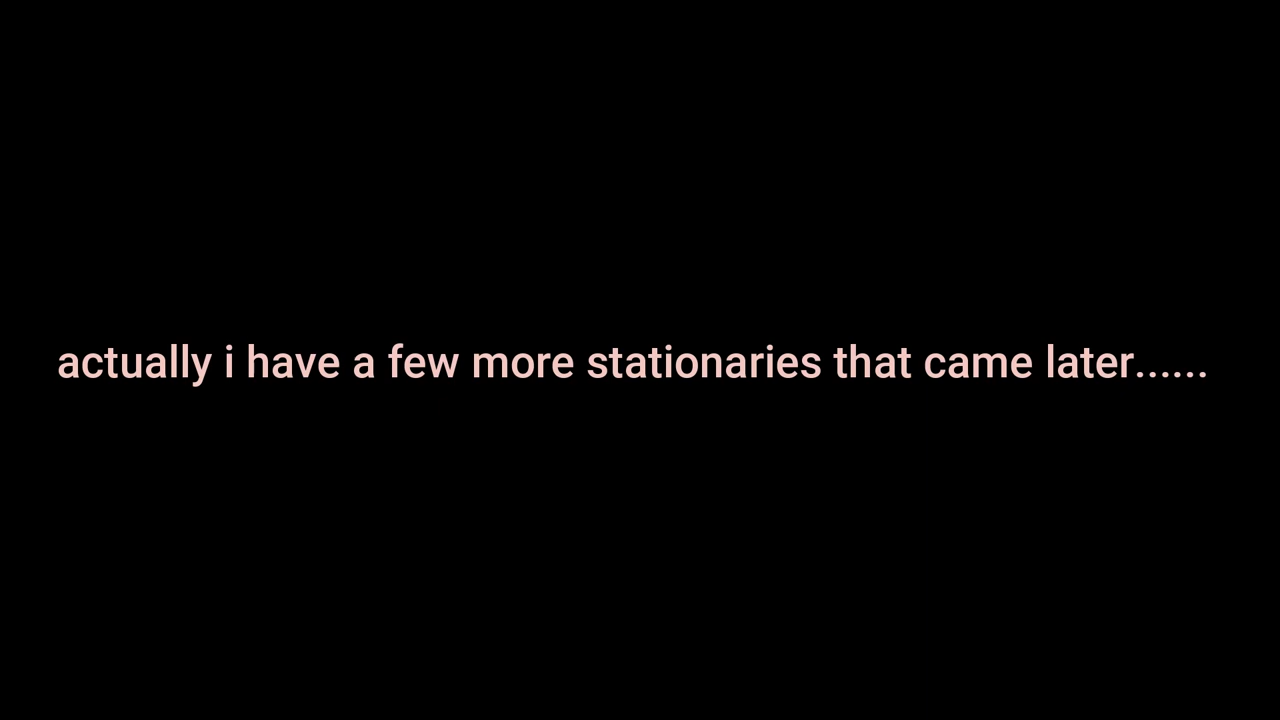 actually i have a few more stationaries that came later......